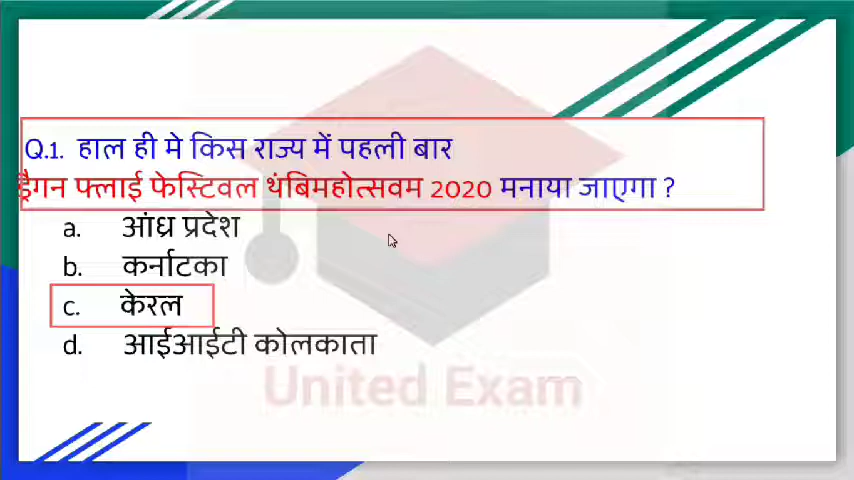 Q.1. हाल ही मे किस राज्य में पहली बार
ड्रैगन फ्लाई फेस्टिवल थंबिमहोत्सवम 2020 मनाया जाएगा ?
a. आंध्र प्रदेश
b. कर्नाटका
c. केरल
d. आईआईटी कोलकाता
United Exam